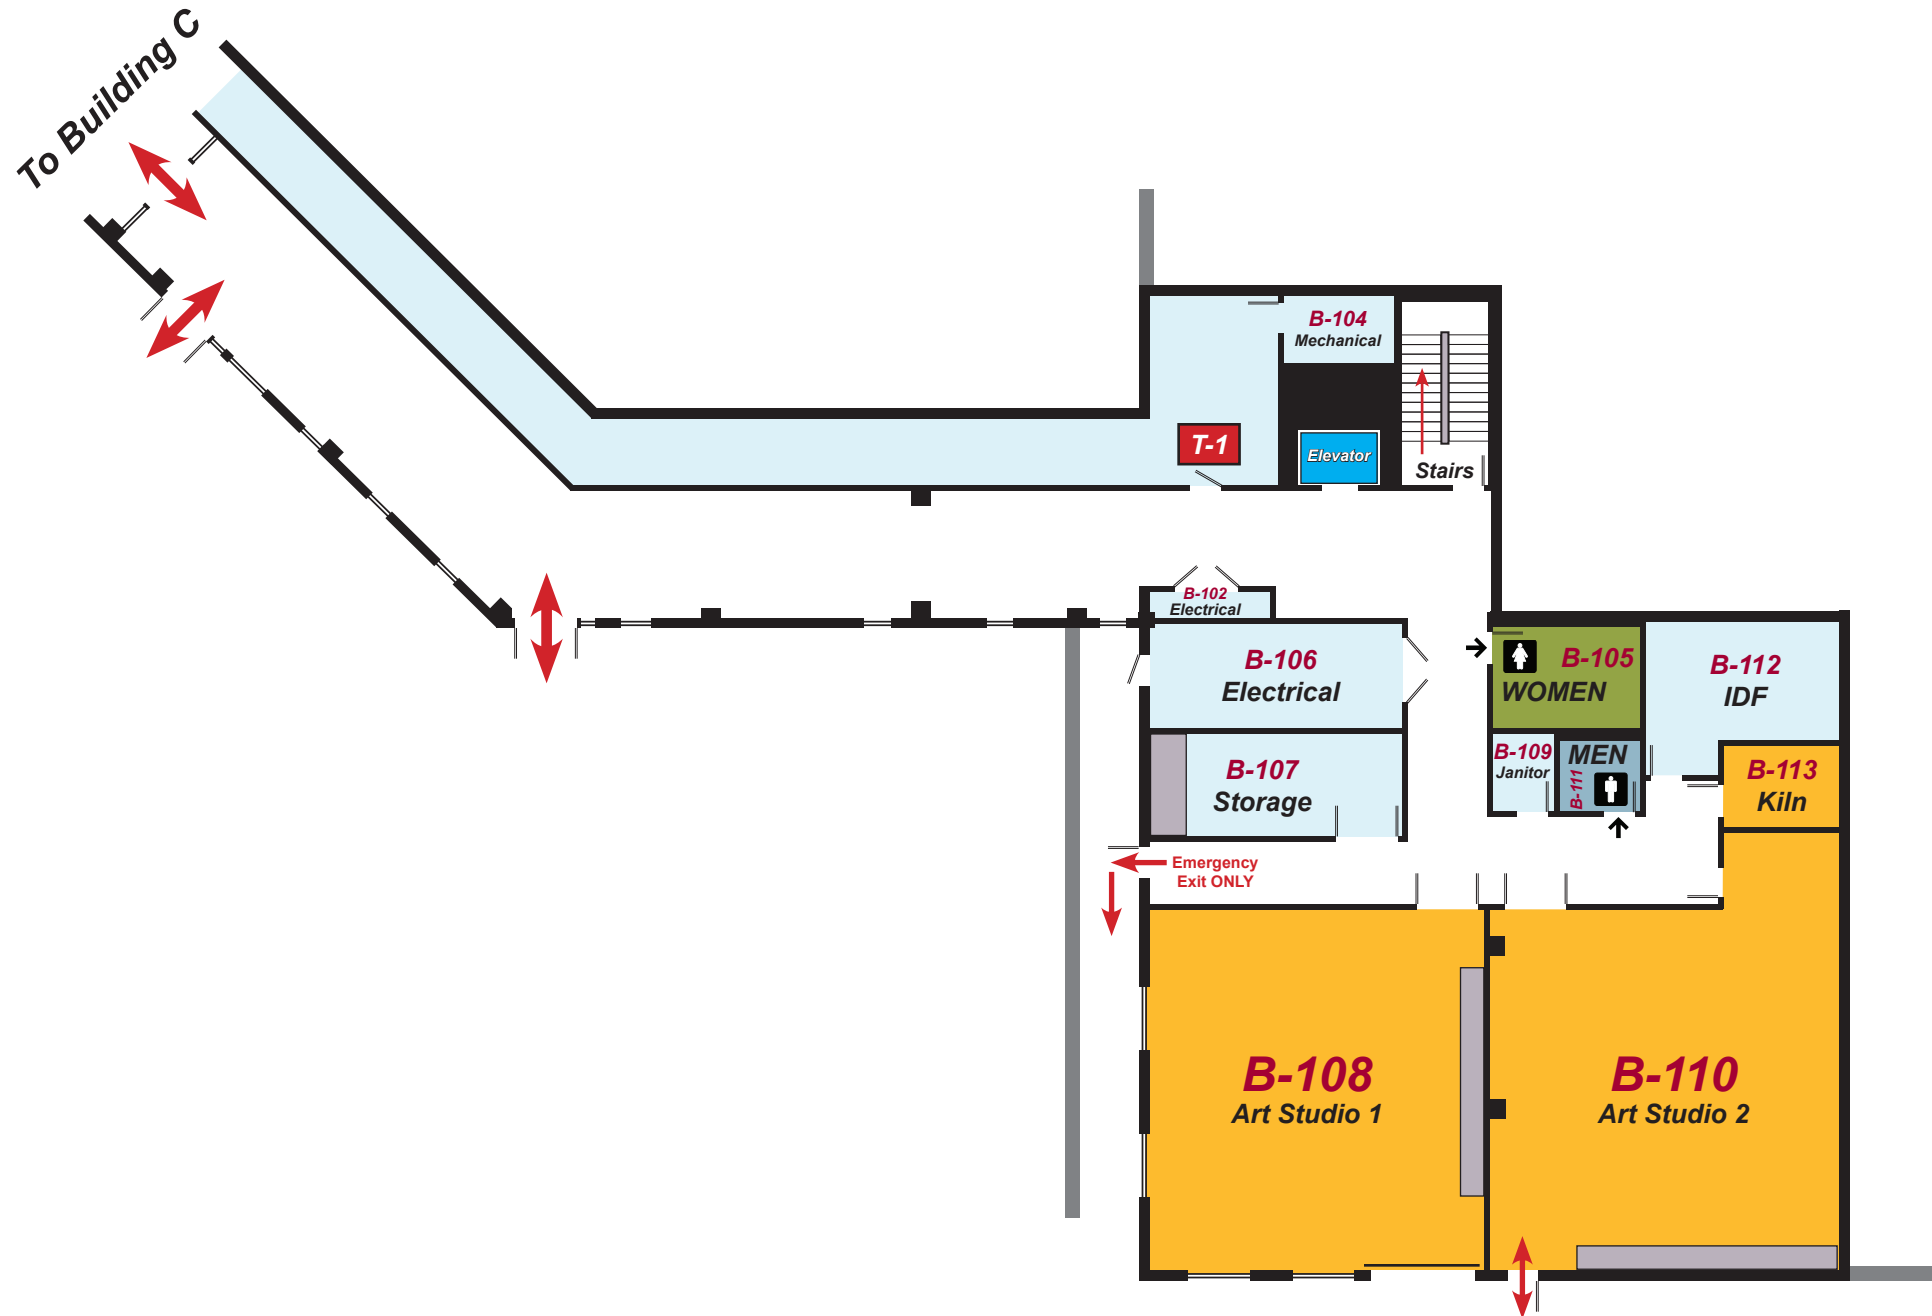 To Building C
B-104
Mechanical
T-1
Elevator
Stairs
B-102
Electrical
B-106
Electrical
B-105
WOMEN
B-112
IDF
B-107
Storage
B-109
Janitor
MEN
B-111
B-113
Kiln
Emergency
Exit ONLY
B-108
Art Studio 1
B-110
Art Studio 2